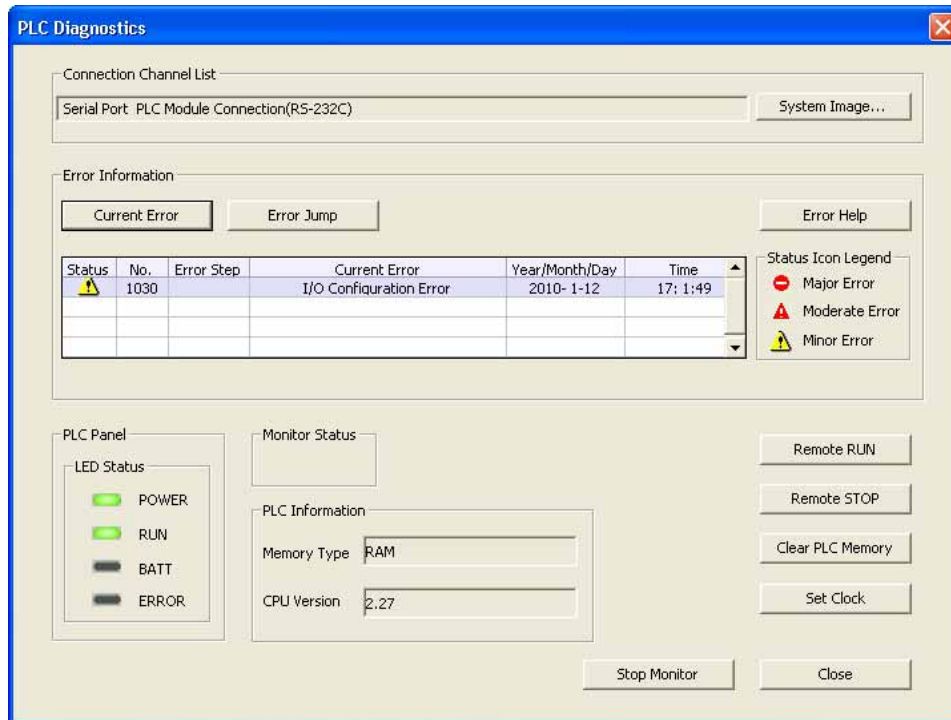 PLC Diagnostics
Connection Channel List
Serial Port PLC Module Connection(RS-232C)
System Image...
Error Information
Current Error
Error Jump
Error Help
Status No. Error Step Current Error Year/Month/Day Time
1030 I/O Configuration Error 2010- 1-12 17: 1:49
Status Icon Legend
Major Error
Moderate Error
Minor Error
PLC Panel
LED Status
POWER
RUN
BATT
ERROR
Monitor Status
PLC Information
Memory Type RAM
CPU Version 2.27
Remote RUN
Remote STOP
Clear PLC Memory
Set Clock
Stop Monitor
Close